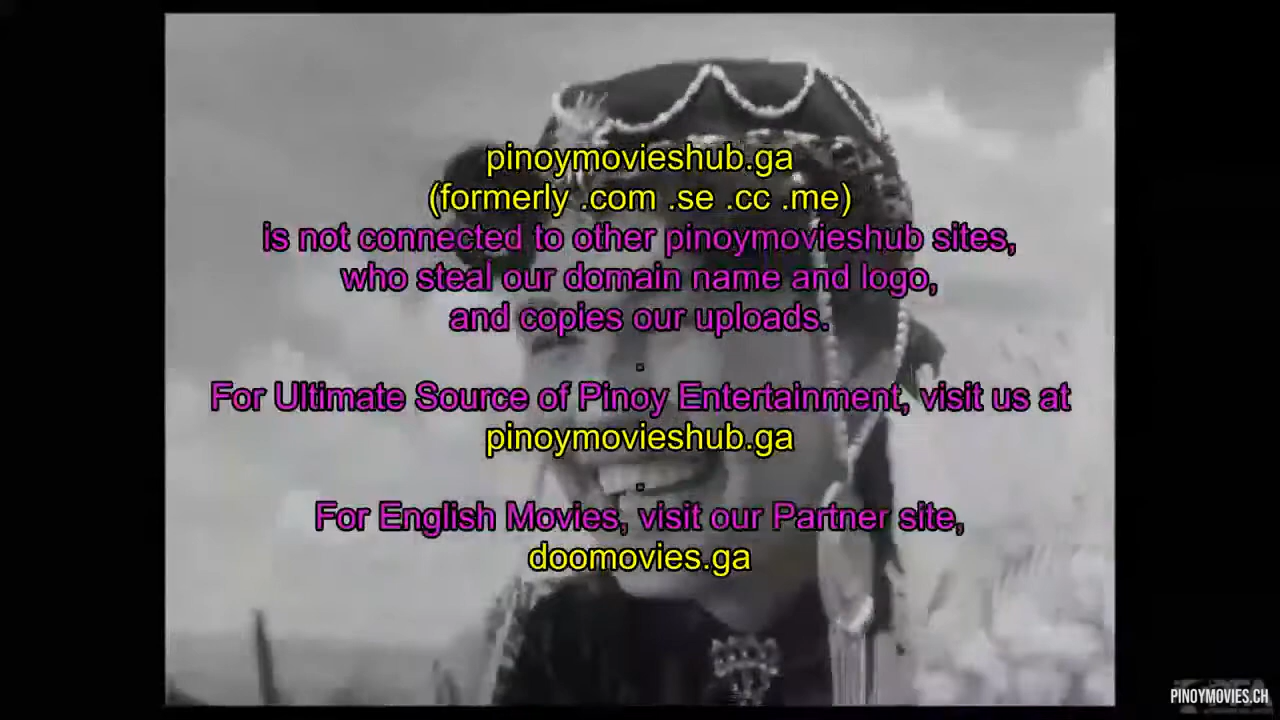 pinoymovieshub.ga
(formerly .com .se .cc .me)
is not connected to other pinoymovieshub sites,
who steal our domain name and logo,
and copies our uploads.
.
For Ultimate Source of Pinoy Entertainment, visit us at
pinoymovieshub.ga
.
For English Movies, visit our Partner site,
doomovies.ga
PINOYMOVIES.CH